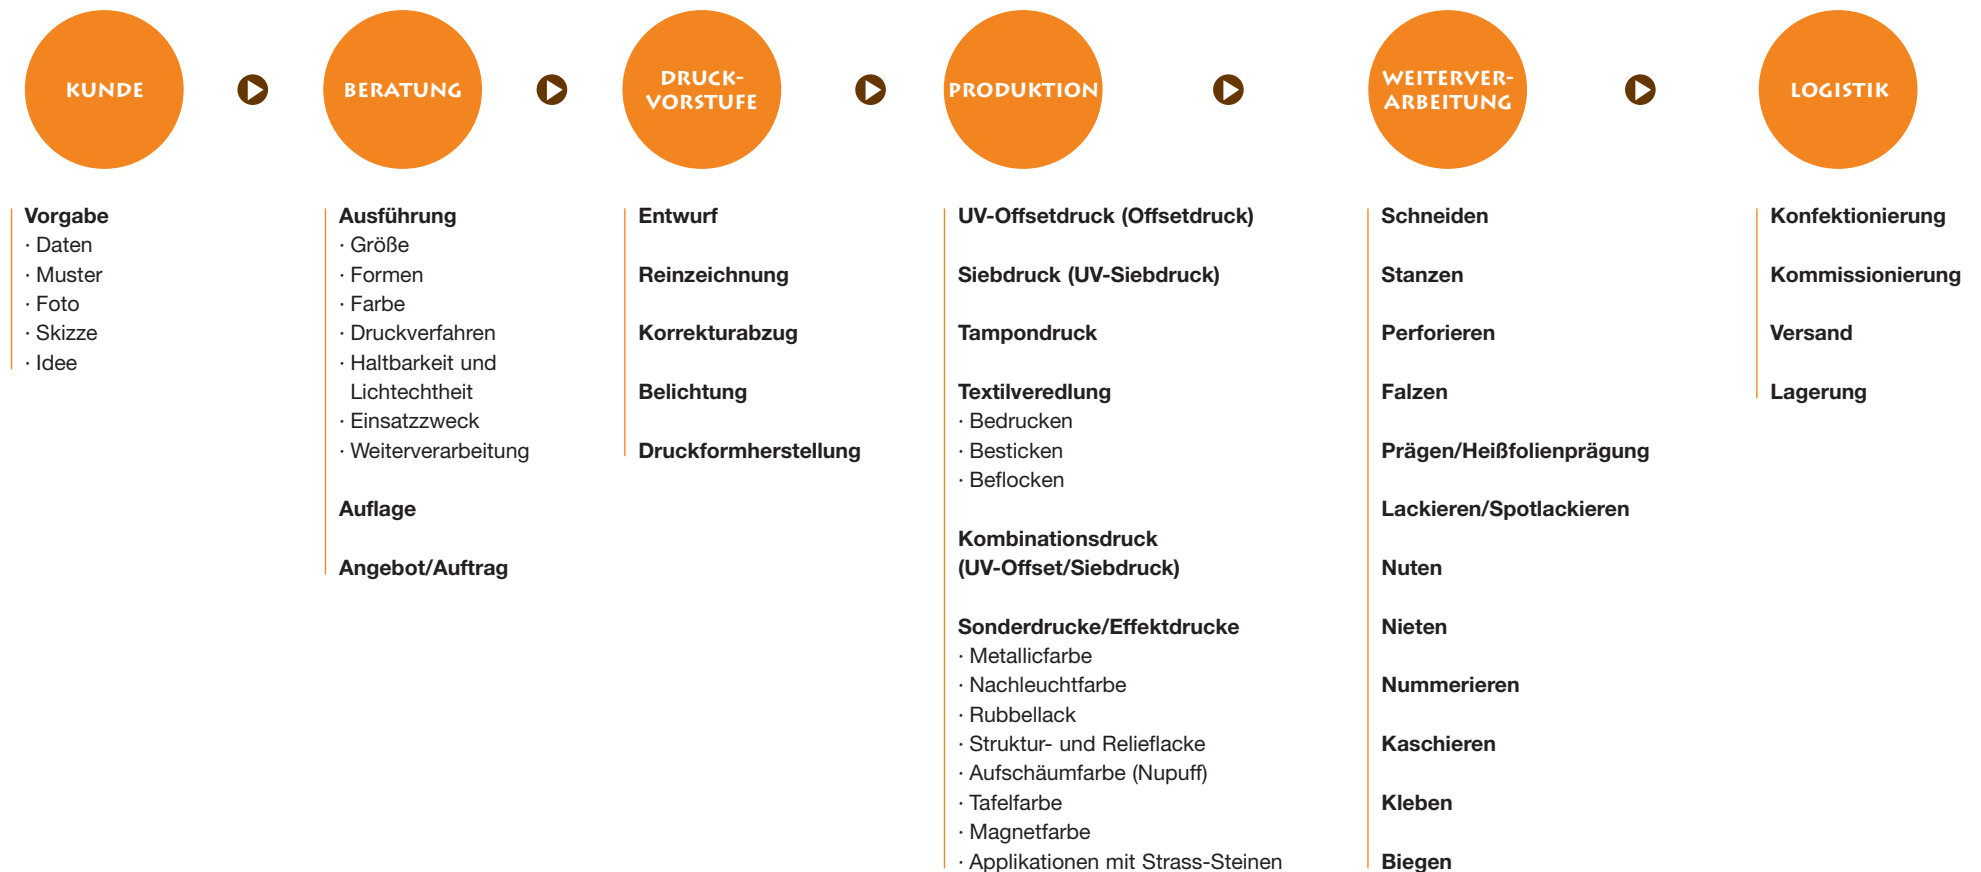 KUNDE
BERATUNG
DRUCK-
VORSTUFE
PRODUKTION
WEITERVER-
ARBEITUNG
LOGISTIK
Vorgabe
· Daten
· Muster
· Foto
· Skizze
· Idee
Ausführung
· Größe
· Formen
· Farbe
· Druckverfahren
· Haltbarkeit und
Lichtechtheit
· Einsatzzweck
· Weiterverarbeitung
Auflage
Angebot/Auftrag
Entwurf
Reinzeichnung
Korrekturabzug
Belichtung
Druckformherstellung
UV-Offsetdruck (Offsetdruck)
Siebdruck (UV-Siebdruck)
Tampondruck
Textilveredlung
· Bedrucken
· Besticken
· Beflocken
Kombinationsdruck
(UV-Offset/Siebdruck)
Sonderdrucke/Effektdrucke
· Metallicfarbe
· Nachleuchtfarbe
· Rubbellack
· Struktur- und Relieflacke
· Aufschäumfarbe (Nupuff)
· Tafelfarbe
· Magnetfarbe
· Applikationen mit Strass-Steinen
Schneiden
Stanzen
Perforieren
Falzen
Prägen/Heißfolienprägung
Lackieren/Spotlackieren
Nuten
Nieten
Nummerieren
Kaschieren
Kleben
Biegen
Konfektionierung
Kommissionierung
Versand
Lagerung